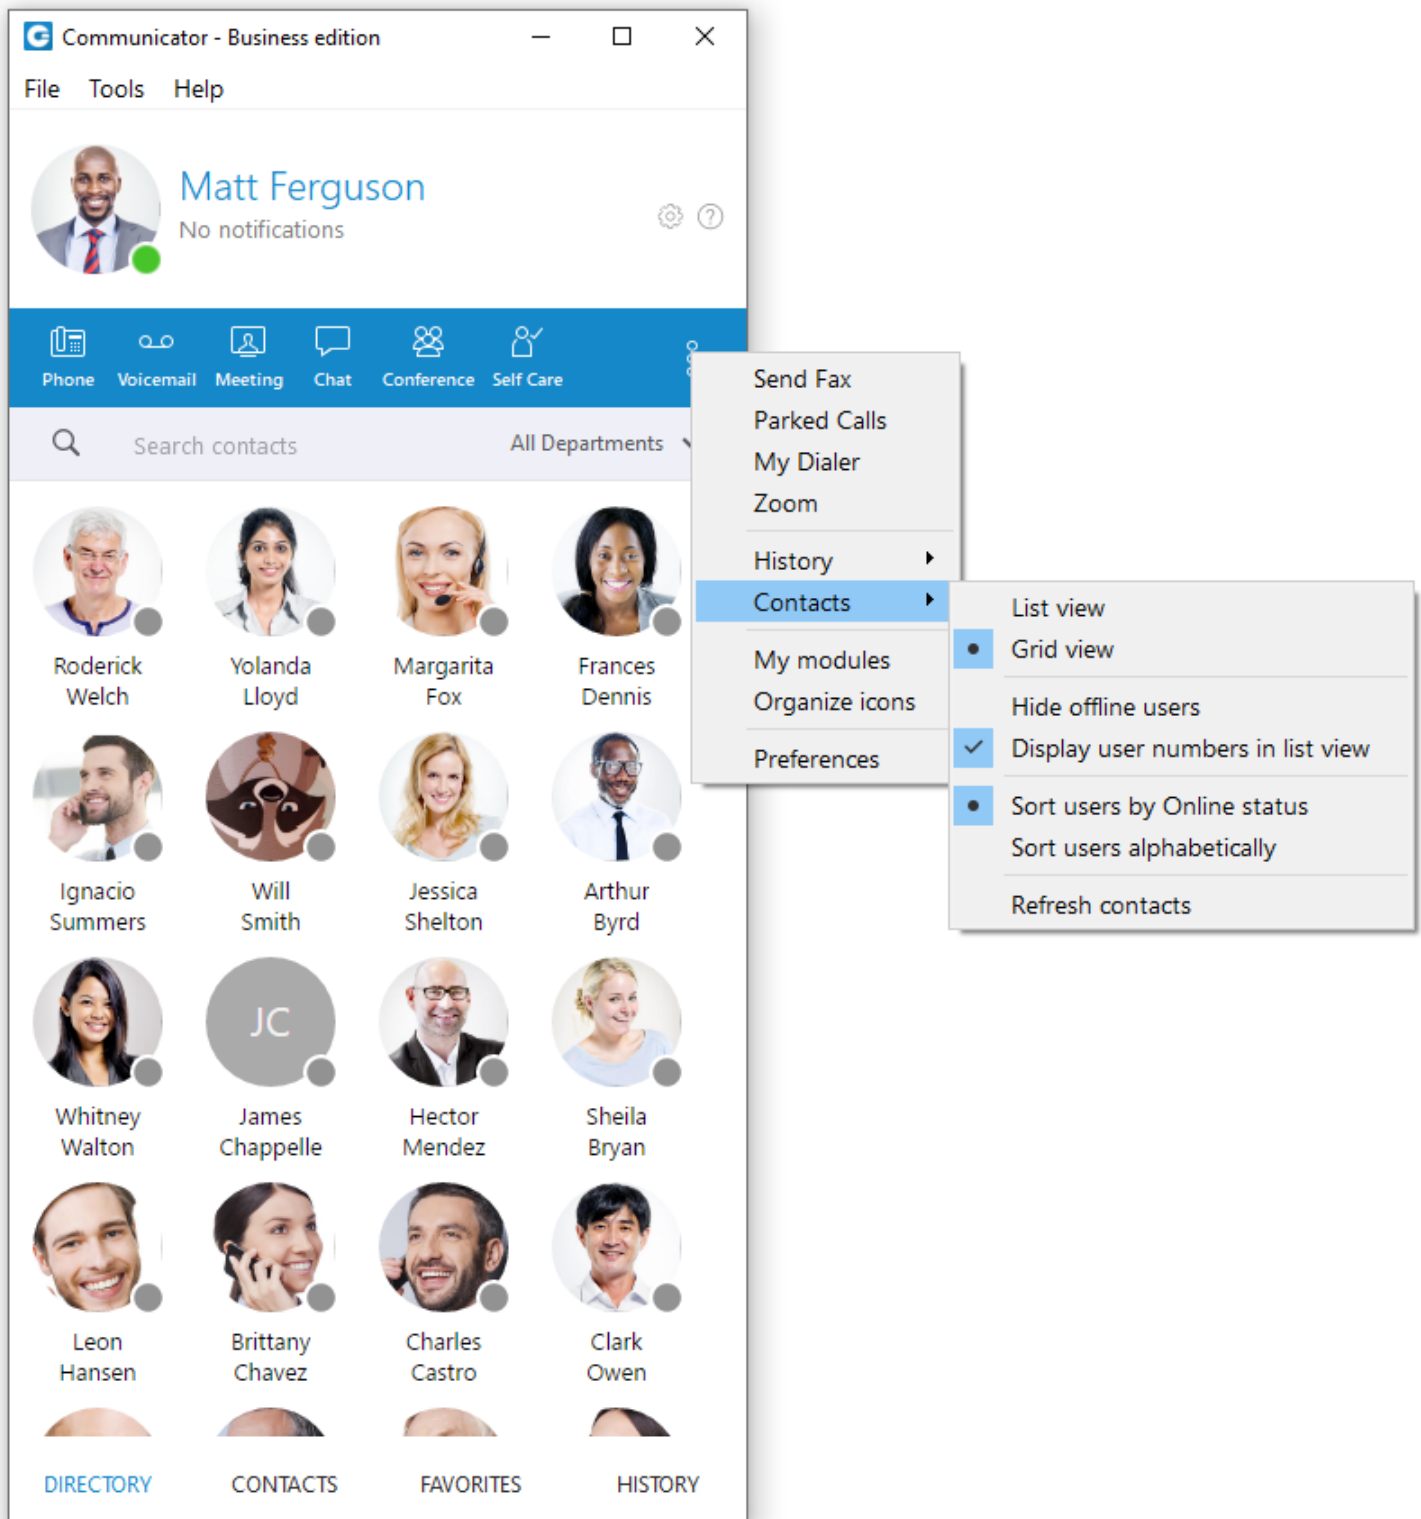 Communicator - Business edition
File Tools Help
Matt Ferguson
No notifications
Phone Voicemail Meeting Chat Conference Self Care
Search contacts All Departments
Roderick Welch
Yolanda Lloyd
Margarita Fox
Frances Dennis
Ignacio Summers
Will Smith
Jessica Shelton
Arthur Byrd
Whitney Walton
JC
James Chappelle
Hector Mendez
Sheila Bryan
Leon Hansen
Brittany Chavez
Charles Castro
Clark Owen
DIRECTORY CONTACTS FAVORITES HISTORY
Send Fax
Parked Calls
My Dialer
Zoom
History
Contacts
My modules
Organize icons
Preferences
List view
Grid view
Hide offline users
Display user numbers in list view
Sort users by Online status
Sort users alphabetically
Refresh contacts